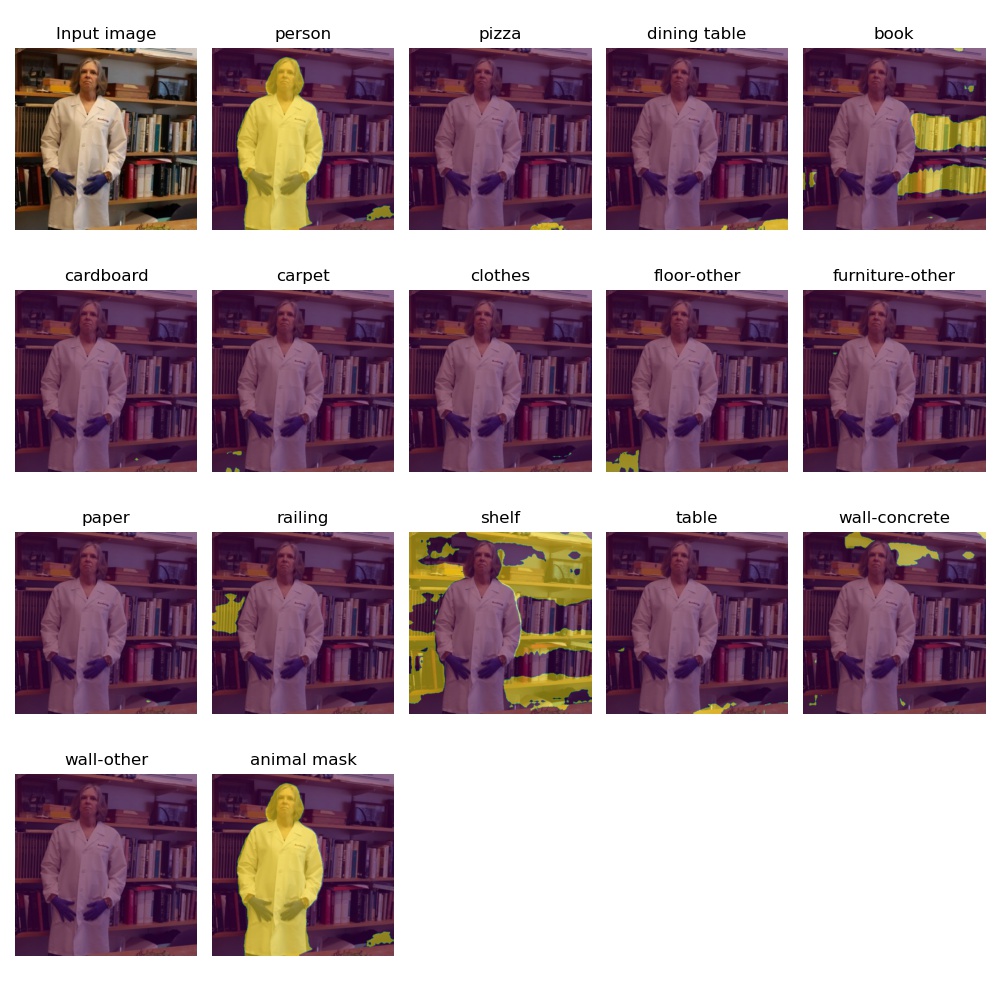 Input image
person
pizza
dining table
book
cardboard
carpet
clothes
floor-other
furniture-other
paper
railing
shelf
table
wall-concrete
wall-other
animal mask